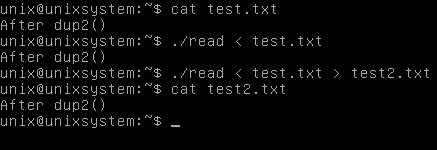 unix@unixsystem:~$ cat test.txt
After dup2()
unix@unixsystem:~$ ./read < test.txt
After dup2()
unix@unixsystem:~$ ./read < test.txt > test2.txt
unix@unixsystem:~$ cat test2.txt
After dup2()
unix@unixsystem:~$ _